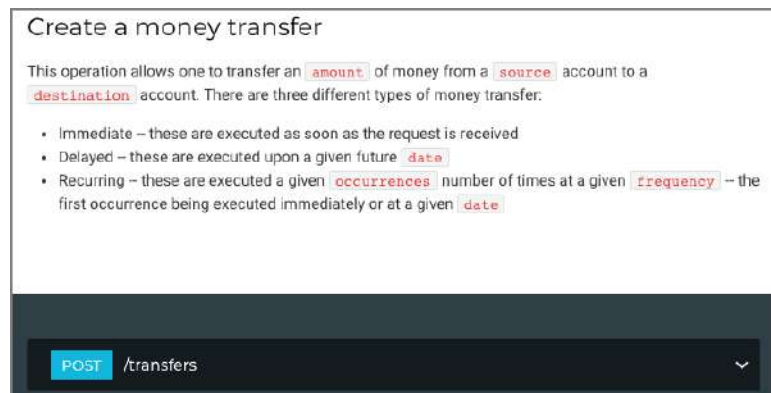 Create a money transfer
This operation allows one to transfer an amount of money from a source account to a
destination account. There are three different types of money transfer:
• Immediate – these are executed as soon as the request is received
• Delayed – these are executed upon a given future date
• Recurring – these are executed a given occurrences number of times at a given frequency – the
first occurrence being executed immediately or at a given date
POST /transfers